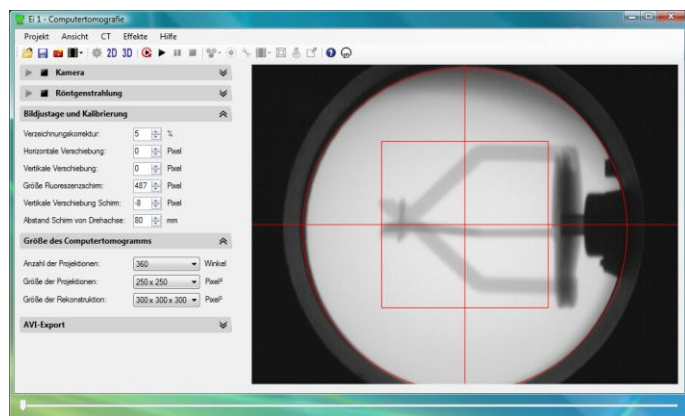 Ei 1 - Computertomografie
Projekt Ansicht CT Effekte Hilfe
2D 3D
Kamera
Röntgenstrahlung
Bildjustage und Kalibrierung
Verzeichnungskorrektur: 5 %
Horizontale Verschiebung: 0 Pixel
Vertikale Verschiebung: 0 Pixel
Größe Fluoreszenzschirm: 487 Pixel
Vertikale Verschiebung Schirm: -8 Pixel
Abstand Schirm von Drehachse: 80 mm
Größe des Computertomogramms
Anzahl der Projektionen: 360 Winkel
Größe der Projektionen: 250 x 250 Pixel²
Größe der Rekonstruktion: 300 x 300 x 300 Pixel³
AVI-Export